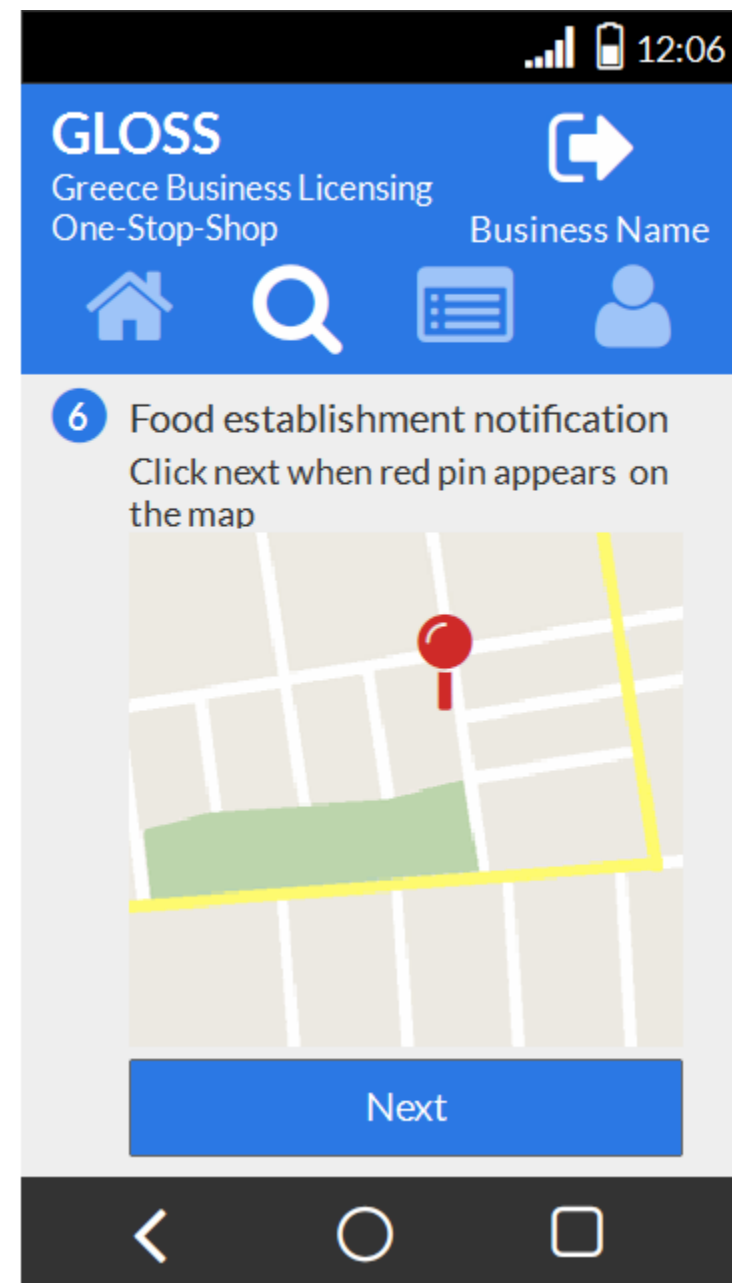 12:06
GLOSS
Greece Business Licensing
One-Stop-Shop
Business Name
6 Food establishment notification
Click next when red pin appears on
the map
Next